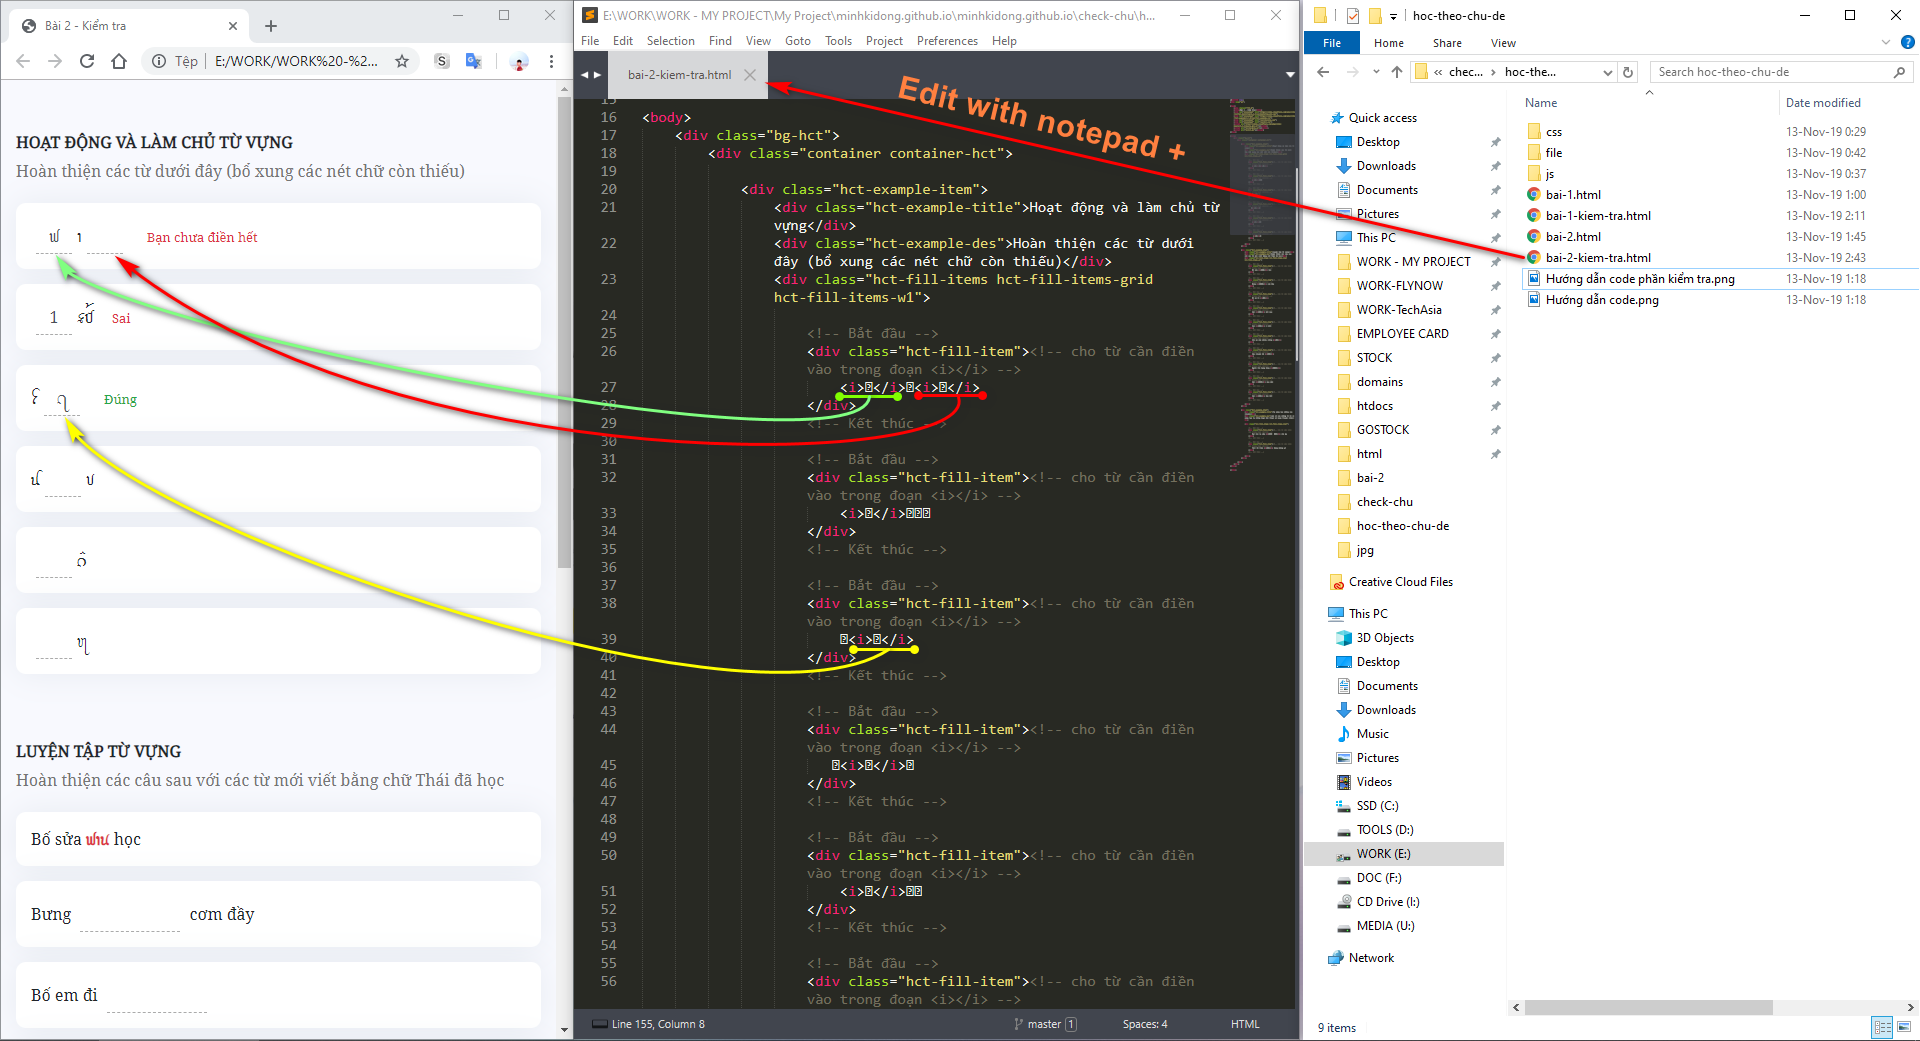 Bài 2 - Kiểm tra
Tệp
E:/WORK/WORK%20-%2...
HOẠT ĐỘNG VÀ LÀM CHỦ TỪ VỰNG
Hoàn thiện các từ dưới đây (bổ xung các nét chữ còn thiếu)
Bạn chưa điền hết
1
Sai
Đúng
LUYỆN TẬP TỪ VỰNG
Hoàn thiện các câu sau với các từ mới viết bằng chữ Thái đã học
Bố sửa
học
Bưng
cơm đầy
Bố em đi
E:\WORK\WORK - MY PROJECT\My Project\minhkidong.github.io\minhkidong.github.io\check-chu\h...
File Edit Selection Find View Goto Tools Project Preferences Help
bai-2-kiem-tra.html
Edit with notepad +
15
16 <body>
17 <div class="bg-hct">
18 <div class="container container-hct">
19
20 <div class="hct-example-item">
21 <div class="hct-example-title">Hoạt động và làm chủ từ
vựng</div>
22 <div class="hct-example-des">Hoàn thiện các từ dưới
đây (bổ xung các nét chữ còn thiếu)</div>
23 <div class="hct-fill-items hct-fill-items-grid
hct-fill-items-w1">
24
25 <!-- Bắt đầu -->
26 <div class="hct-fill-item"><!-- cho từ cần điền
vào trong đoạn <i></i> -->
27 <i></i><i></i>
28 </div>
29 <!-- Kết thúc -->
30
31 <!-- Bắt đầu -->
32 <div class="hct-fill-item"><!-- cho từ cần điền
vào trong đoạn <i></i> -->
33 <i></i>
34 </div>
35 <!-- Kết thúc -->
36
37 <!-- Bắt đầu -->
38 <div class="hct-fill-item"><!-- cho từ cần điền
vào trong đoạn <i></i> -->
39 <i></i>
40 </div>
41 <!-- Kết thúc -->
42
43 <!-- Bắt đầu -->
44 <div class="hct-fill-item"><!-- cho từ cần điền
vào trong đoạn <i></i> -->
45 <i></i>
46 </div>
47 <!-- Kết thúc -->
48
49 <!-- Bắt đầu -->
50 <div class="hct-fill-item"><!-- cho từ cần điền
vào trong đoạn <i></i> -->
51 <i></i>
52 </div>
53 <!-- Kết thúc -->
54
55 <!-- Bắt đầu -->
56 <div class="hct-fill-item"><!-- cho từ cần điền
vào trong đoạn <i></i> -->
Line 155, Column 8
master 1
Spaces: 4
HTML
hoc-theo-chu-de
File Home Share View
« chec... › hoc-the...
Search hoc-theo-chu-de
Quick access
Desktop
Downloads
Documents
Pictures
This PC
WORK - MY PROJECT
WORK-FLYNOW
WORK-TechAsia
EMPLOYEE CARD
STOCK
domains
htdocs
GOSTOCK
html
bai-2
check-chu
hoc-theo-chu-de
jpg
Creative Cloud Files
This PC
3D Objects
Desktop
Documents
Downloads
Music
Pictures
Videos
SSD (C:)
TOOLS (D:)
WORK (E:)
DOC (F:)
CD Drive (I:)
MEDIA (U:)
Network
Name Date modified
css 13-Nov-19 0:29
file 13-Nov-19 0:42
js 13-Nov-19 0:37
bai-1.html 13-Nov-19 1:00
bai-1-kiem-tra.html 13-Nov-19 2:11
bai-2.html 13-Nov-19 1:45
bai-2-kiem-tra.html 13-Nov-19 2:43
Hướng dẫn code phần kiểm tra.png 13-Nov-19 1:18
Hướng dẫn code.png 13-Nov-19 1:18
9 items